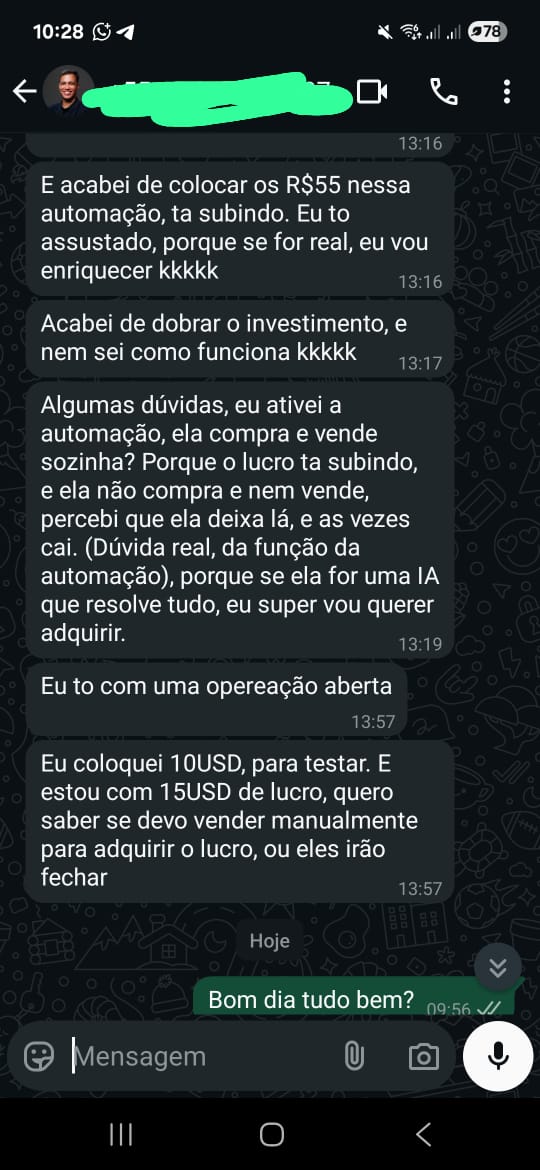 10:28
78
13:16
E acabei de colocar os R$55 nessa
automação, ta subindo. Eu to
assustado, porque se for real, eu vou
enriquecer kkkkk
13:16
Acabei de dobrar o investimento, e
nem sei como funciona kkkkk
13:17
Algumas dúvidas, eu ativei a
automação, ela compra e vende
sozinha? Porque o lucro ta subindo,
e ela não compra e nem vende,
percebi que ela deixa lá, e as vezes
cai. (Dúvida real, da função da
automação), porque se ela for uma IA
que resolve tudo, eu super vou querer
adquirir.
13:19
Eu to com uma opereação aberta
13:57
Eu coloquei 10USD, para testar. E
estou com 15USD de lucro, quero
saber se devo vender manualmente
para adquirir o lucro, ou eles irão
fechar
13:57
Hoje
Bom dia tudo bem?
09:56
Mensagem